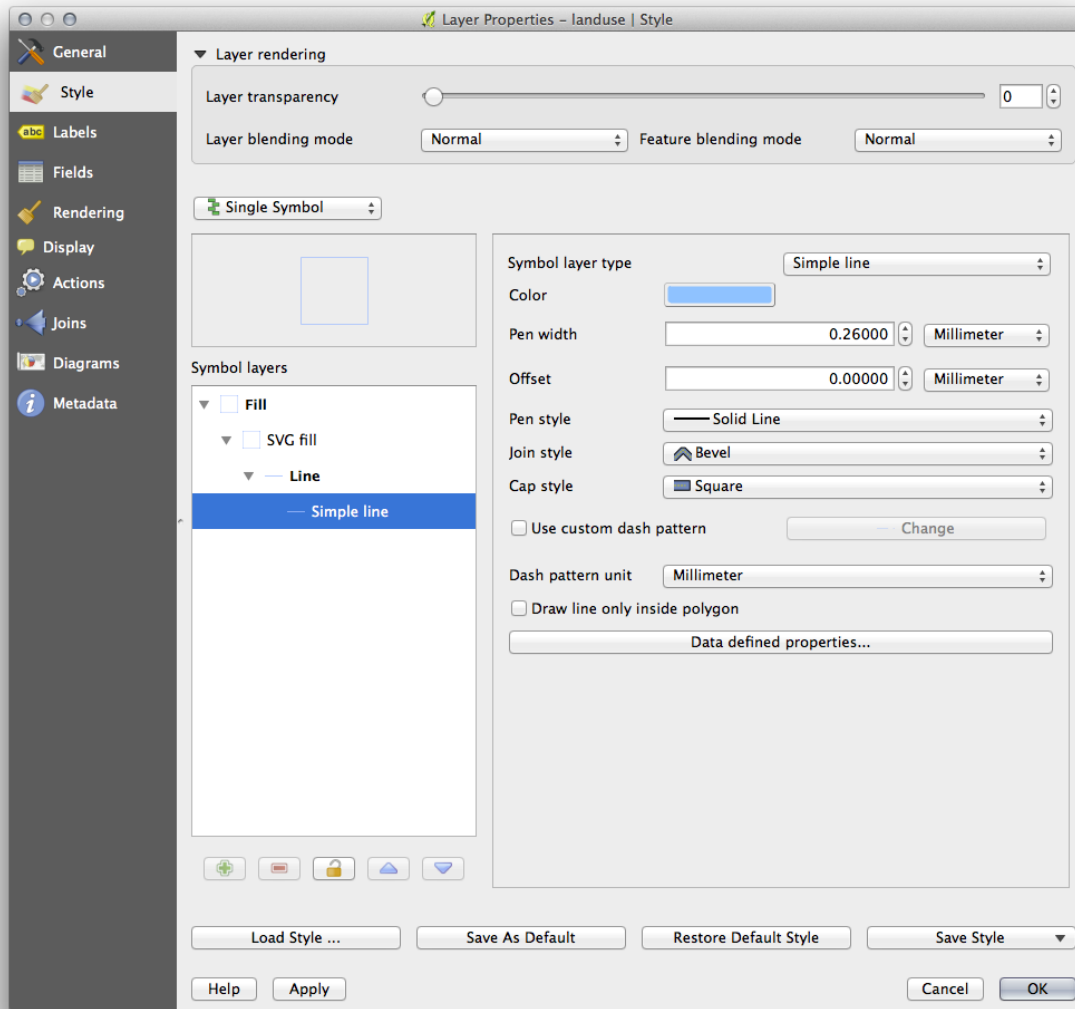 Layer Properties – landuse | Style
General
Style
abc Labels
Fields
Rendering
Display
Actions
Joins
Diagrams
Metadata
Layer rendering
Layer transparency 0
Layer blending mode Normal Feature blending mode Normal
Single Symbol
Symbol layers
Fill
SVG fill
Line
Simple line
Symbol layer type Simple line
Color
Pen width 0.26000 Millimeter
Offset 0.00000 Millimeter
Pen style Solid Line
Join style Bevel
Cap style Square
Use custom dash pattern Change
Dash pattern unit Millimeter
Draw line only inside polygon
Data defined properties...
Load Style ... Save As Default Restore Default Style Save Style
Help Apply Cancel OK